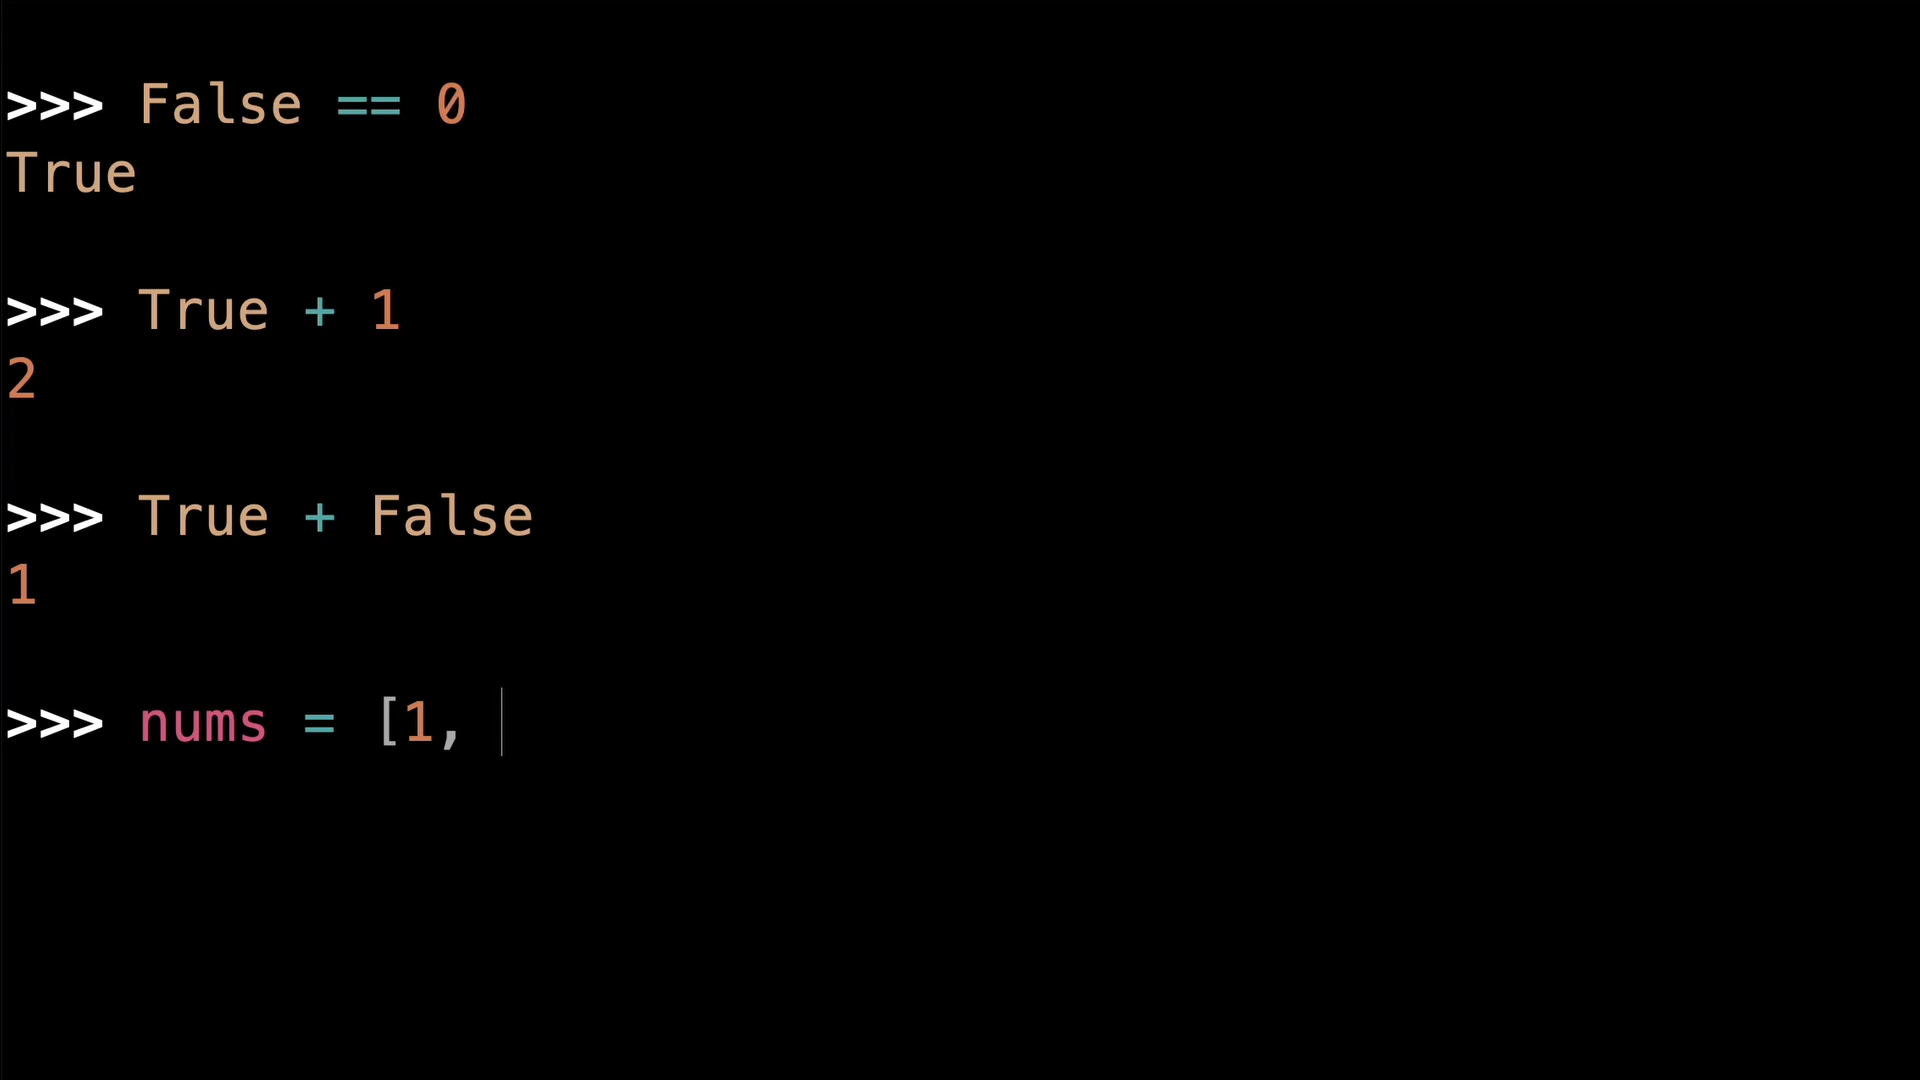 >>> False == 0
True
>>> True + 1
2
>>> True + False
1
>>> nums = [1,